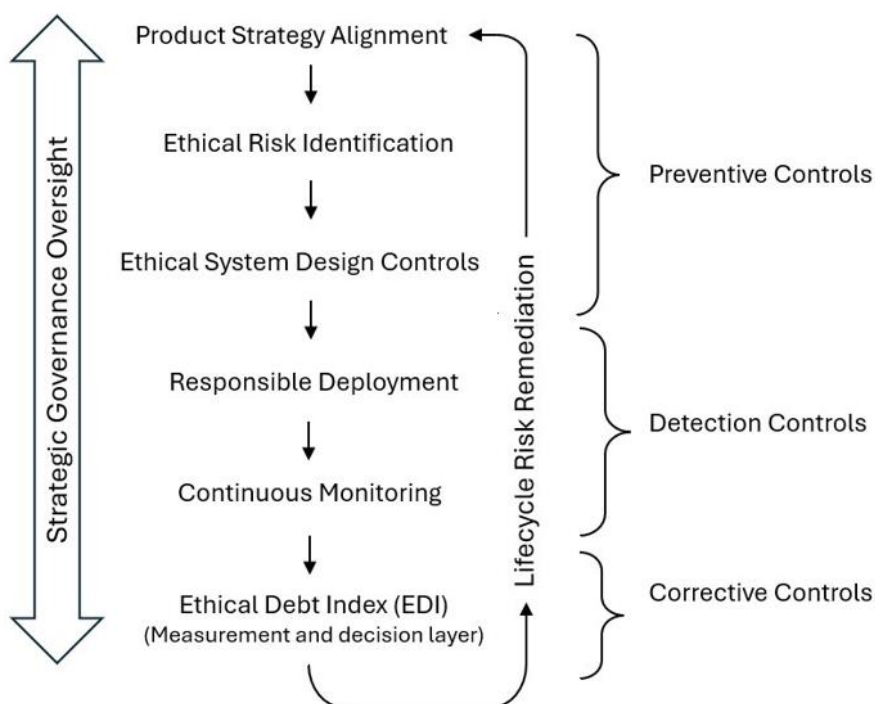 Product Strategy Alignment
Ethical Risk Identification
Preventive Controls
Ethical System Design Controls
Strategic Governance Oversight
Lifecycle Risk Remediation
Responsible Deployment
Detection Controls
Continuous Monitoring
Ethical Debt Index (EDI)
(Measurement and decision layer)
Corrective Controls